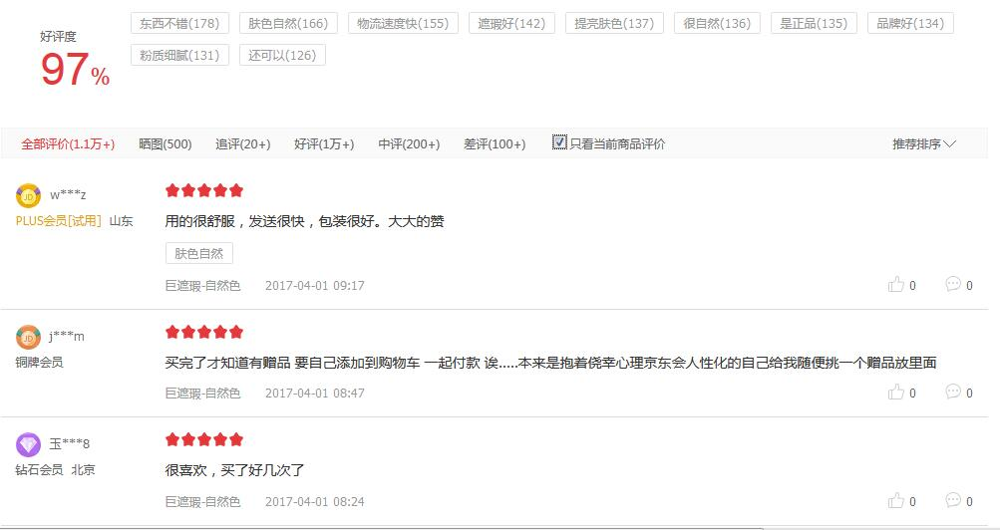 好评度
97%
东西不错(178) 肤色自然(166) 物流速度快(155) 遮瑕好(142) 提亮肤色(137) 很自然(136) 是正品(135) 品牌好(134)
粉质细腻(131) 还可以(126)
全部评价(1.1万+) 晒图(500) 追评(20+) 好评(1万+) 中评(200+) 差评(100+) 只看当前商品评价 推荐排序
JD w***z
PLUS会员[试用] 山东
用的很舒服，发送很快，包装很好。大大的赞
肤色自然
巨遮瑕-自然色 2017-04-01 09:17 0 0
JD j***m
铜牌会员
买完了才知道有赠品 要自己添加到购物车 一起付款 诶.....本来是抱着侥幸心理京东会人性化的自己给我随便挑一个赠品放里面
巨遮瑕-自然色 2017-04-01 08:47 0 0
玉***8
钻石会员 北京
很喜欢，买了好几次了
巨遮瑕-自然色 2017-04-01 08:24 0 0